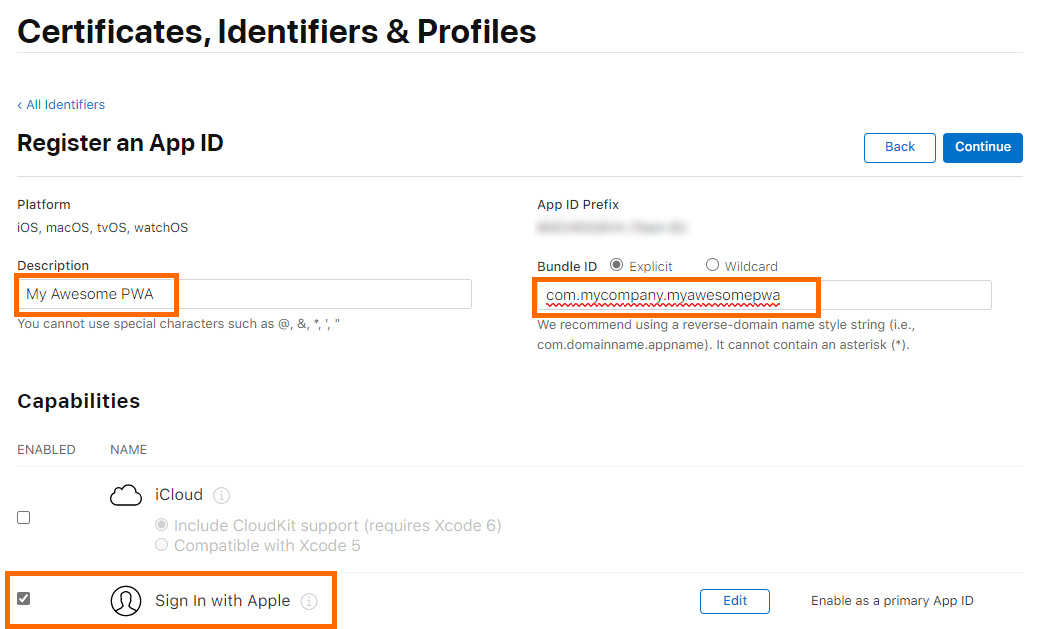 Certificates, Identifiers & Profiles
‹ All Identifiers
Register an App ID
Back
Continue
Platform
iOS, macOS, tvOS, watchOS
App ID Prefix
Description
My Awesome PWA
You cannot use special characters such as @, &, *, ', "
Bundle ID Explicit Wildcard
com.mycompany.myawesomepwa
We recommend using a reverse-domain name style string (i.e.,
com.domainname.appname). It cannot contain an asterisk (*).
Capabilities
ENABLED NAME
iCloud
Include CloudKit support (requires Xcode 6)
Compatible with Xcode 5
Sign In with Apple
Edit
Enable as a primary App ID